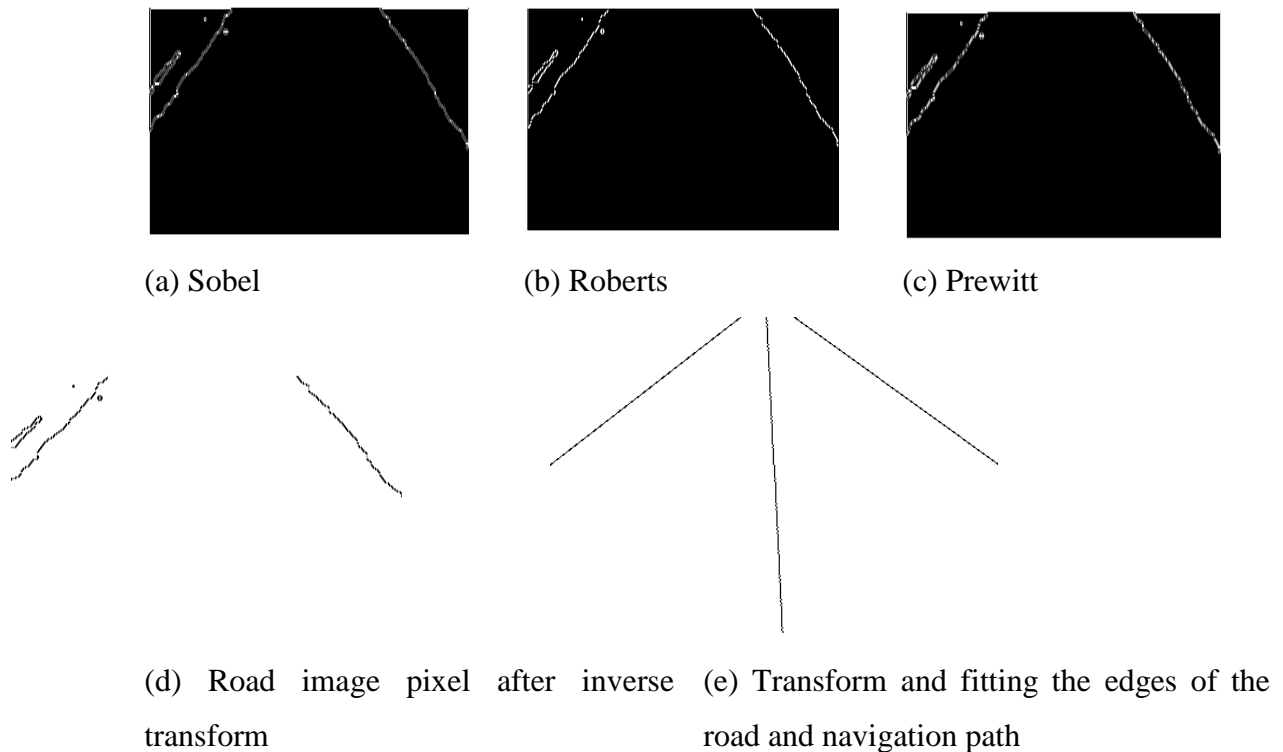 (a) Sobel
(b) Roberts
(c) Prewitt
(d) Road image pixel after inverse
transform
(e) Transform and fitting the edges of the
road and navigation path